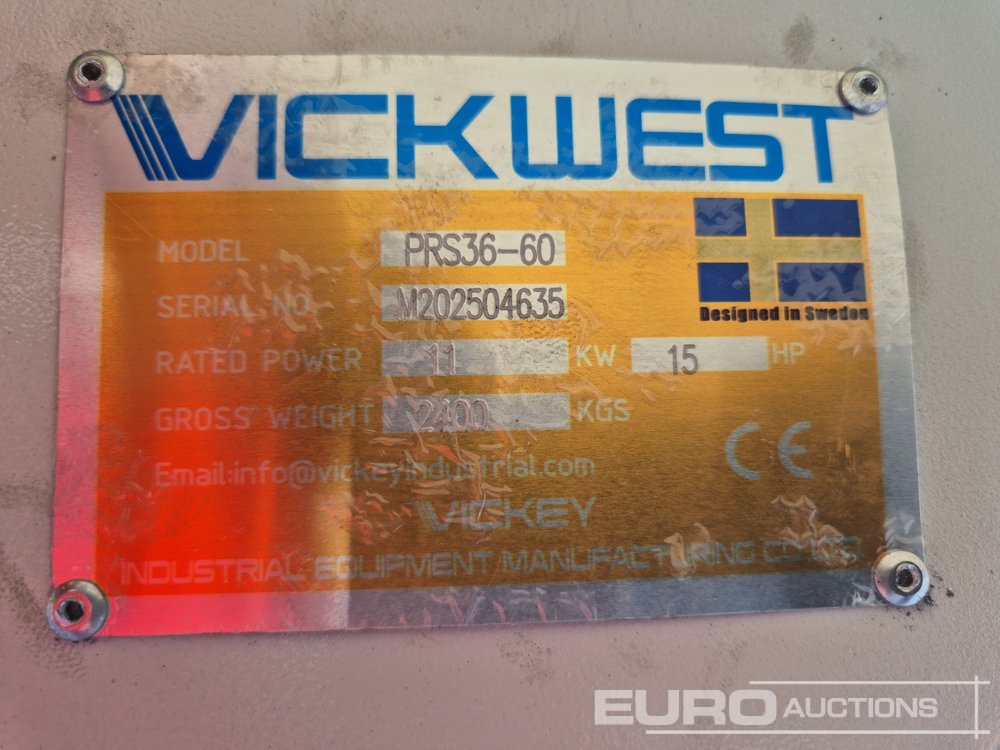 VICKWEST
MODEL PRS36-60
SERIAL NO. M202504635
Designed in Sweden
RATED POWER 11 KW 15 HP
GROSS WEIGHT 2400 KGS
CE
Email:info@vickeyindustrial.com
VICKEY
INDUSTRIAL EQUIPMENT MANUFACTURING CO LTD
EURO AUCTIONS